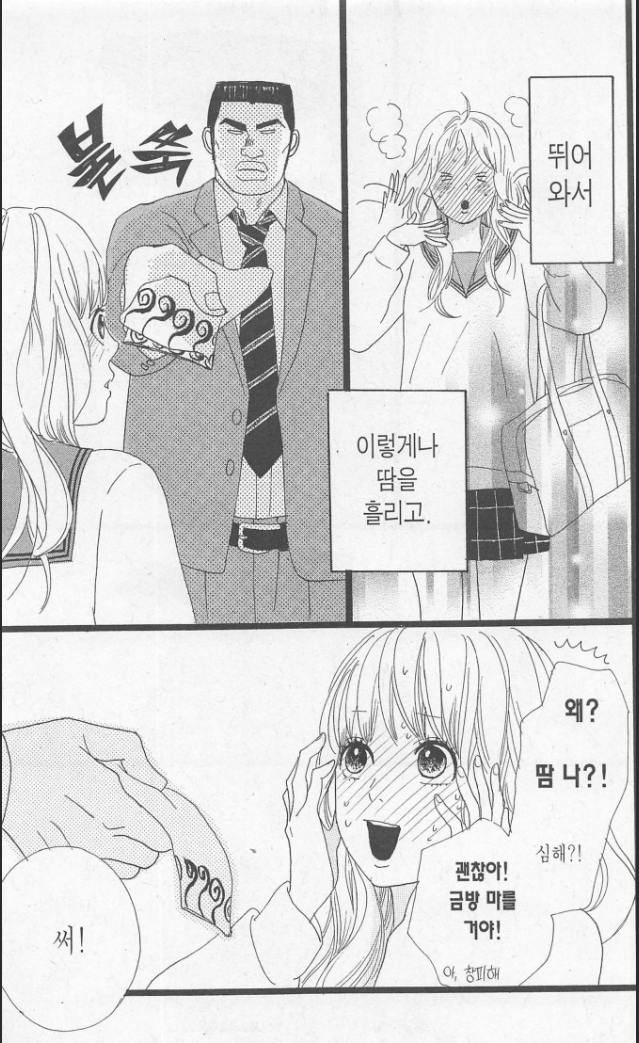 뛰어
와서
이렇게나
땀을
흘리고.
불쑥
왜?
땀 나?!
심해?!
괜찮아!
금방 마를
거야!
아, 창피해
써!